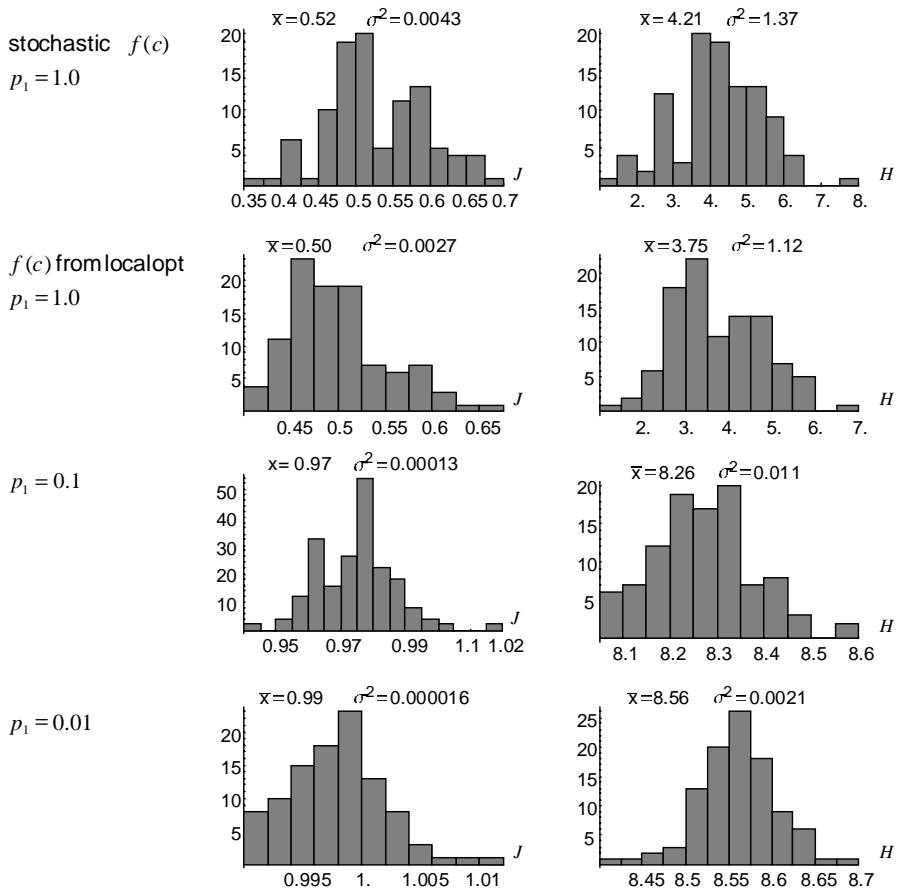 x̄=0.52 σ²=0.0043
x̄=4.21 σ²=1.37
stochastic f(c)
p₁=1.0
20
15
10
5
J
0.35 0.4 0.45 0.5 0.55 0.6 0.65 0.7
20
15
10
5
H
2. 3. 4. 5. 6. 7. 8.
x̄=0.50 σ²=0.0027
x̄=3.75 σ²=1.12
f(c) from localopt
p₁=1.0
20
15
10
5
J
0.45 0.5 0.55 0.6 0.65
20
15
10
5
H
2. 3. 4. 5. 6. 7.
x= 0.97 σ²=0.00013
x̄=8.26 σ²=0.011
p₁=0.1
50
40
30
20
10
J
0.95 0.97 0.99 1.1 1.02
20
15
10
5
H
8.1 8.2 8.3 8.4 8.5 8.6
x̄=0.99 σ²=0.000016
x̄=8.56 σ²=0.0021
p₁=0.01
20
15
10
5
J
0.995 1. 1.005 1.01
25
20
15
10
5
H
8.45 8.5 8.55 8.6 8.65 8.7